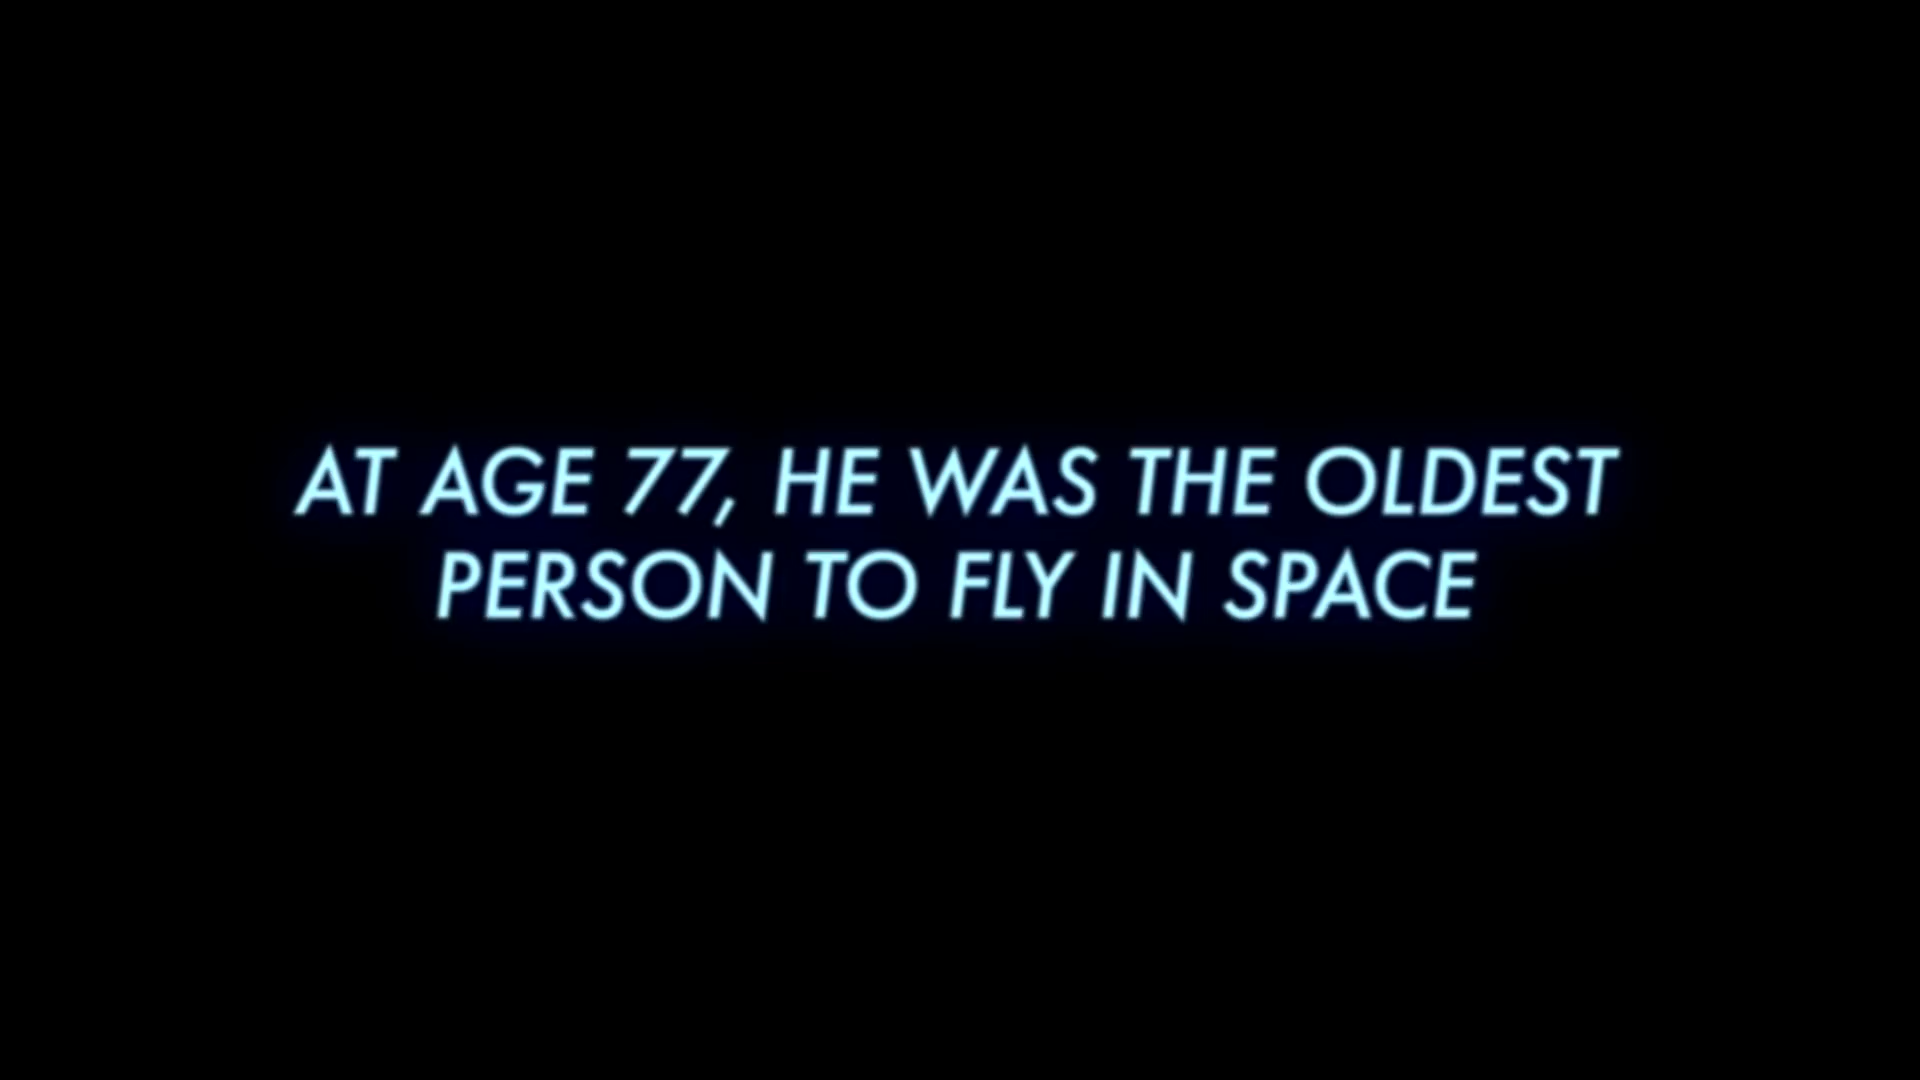 AT AGE 77, HE WAS THE OLDEST
PERSON TO FLY IN SPACE